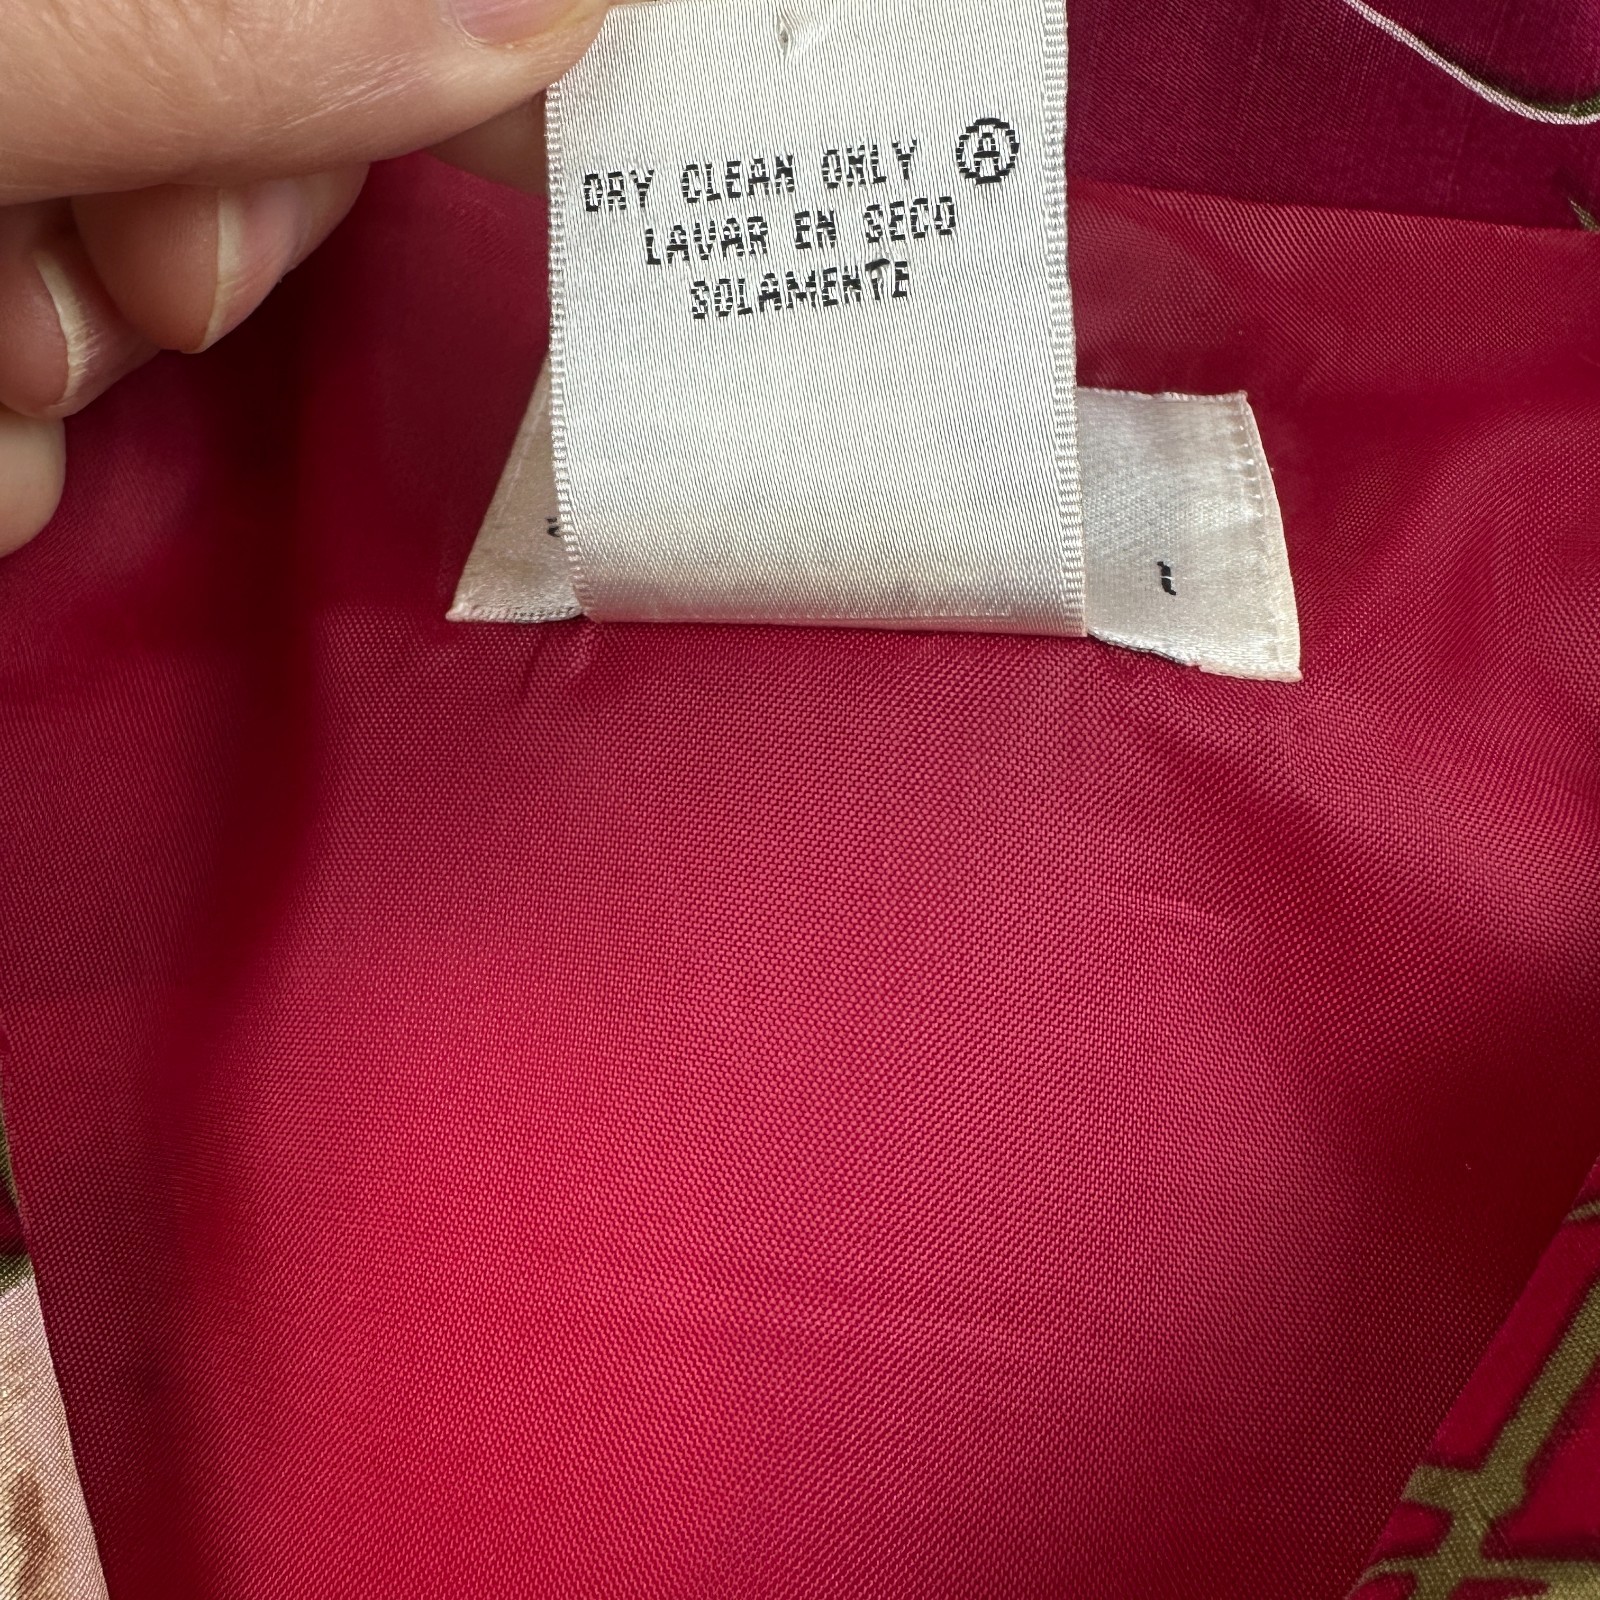 DRY CLEAN ONLY Ⓐ
LAVAR EN SECO
SOLAMENTE